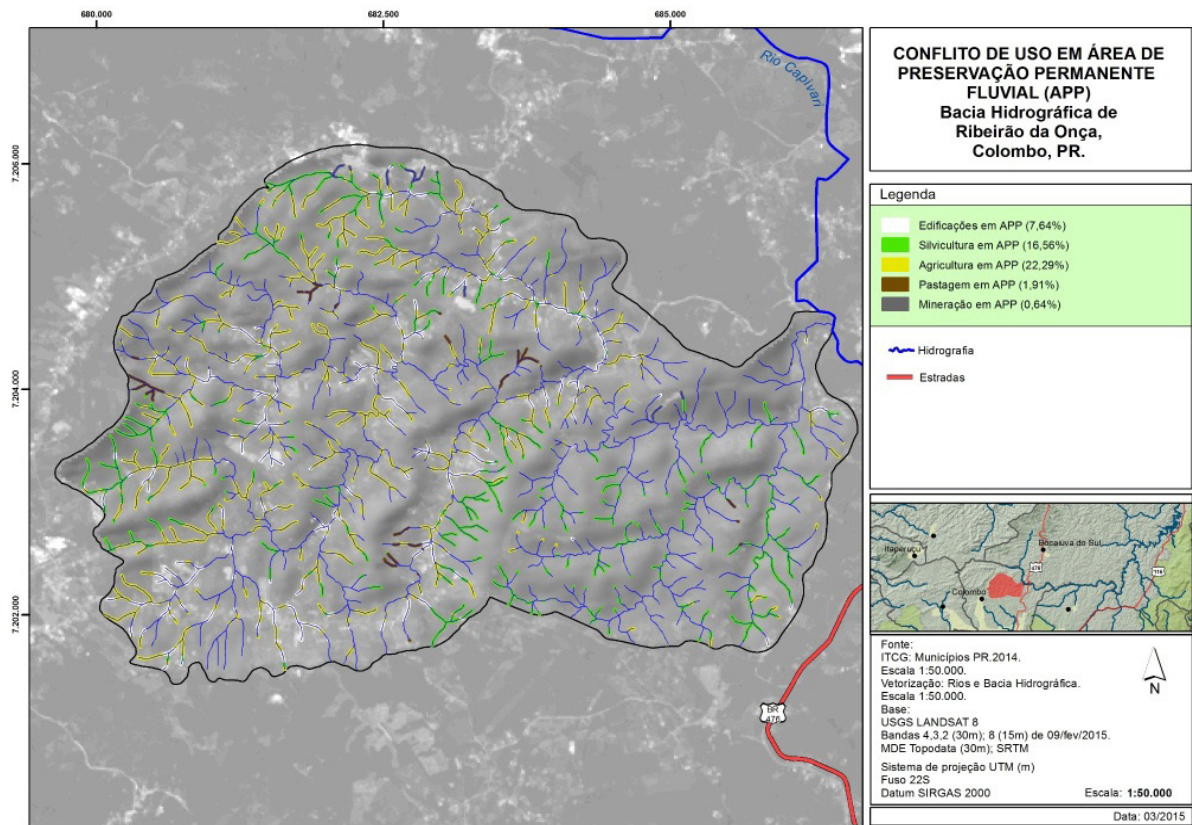 680.000
682.500
685.000
7.206.000
7.204.000
7.202.000
Rio Capivari
BR
476
CONFLITO DE USO EM ÁREA DE
PRESERVAÇÃO PERMANENTE
FLUVIAL (APP)
Bacia Hidrográfica de
Ribeirão da Onça,
Colombo, PR.
Legenda
Edificações em APP (7,64%)
Silvicultura em APP (16,56%)
Agricultura em APP (22,29%)
Pastagem em APP (1,91%)
Mineração em APP (0,64%)
Hidrografia
Estradas
Itaperuçu
Bocaiuva do Sul
476
116
Colombo
Fonte:
ITCG: Municípios PR.2014.
Escala 1:50.000.
Vetorização: Rios e Bacia Hidrográfica.
Escala 1:50.000.
Base:
USGS LANDSAT 8
Bandas 4,3,2 (30m); 8 (15m) de 09/fev/2015.
MDE Topodata (30m); SRTM
Sistema de projeção UTM (m)
Fuso 22S
Datum SIRGAS 2000
N
Escala: 1:50.000
Data: 03/2015